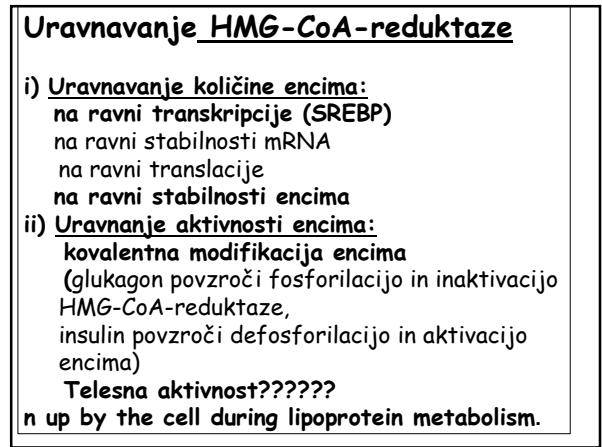 Uravnavanje HMG-CoA-reduktaze
i) Uravnavanje količine encima:
na ravni transkripcije (SREBP)
na ravni stabilnosti mRNA
na ravni translacije
na ravni stabilnosti encima
ii) Uravnanje aktivnosti encima:
kovalentna modifikacija encima
(glukagon povzroči fosforilacijo in inaktivacijo
HMG-CoA-reduktaze,
insulin povzroči defosforilacijo in aktivacijo
encima)
Telesna aktivnost??????
n up by the cell during lipoprotein metabolism.